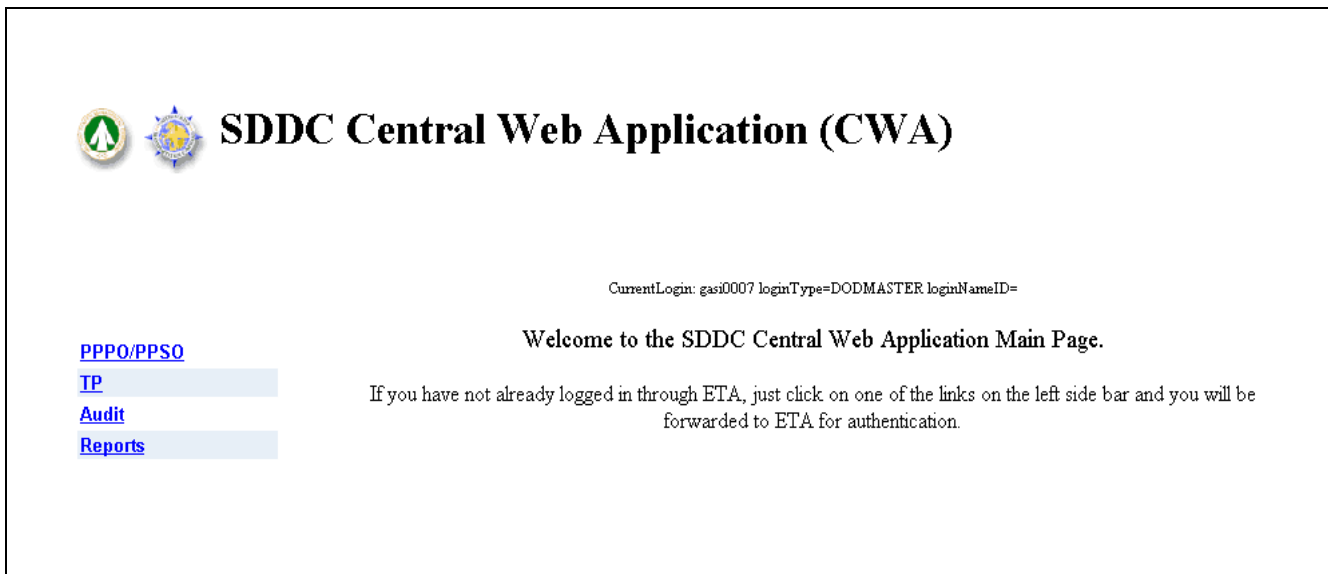 SDDC Central Web Application (CWA)
CurrentLogin: gasi0007 loginType=DODMASTER loginNameID=
Welcome to the SDDC Central Web Application Main Page.
PPPO/PPSO
TP
Audit
Reports
If you have not already logged in through ETA, just click on one of the links on the left side bar and you will be
forwarded to ETA for authentication.